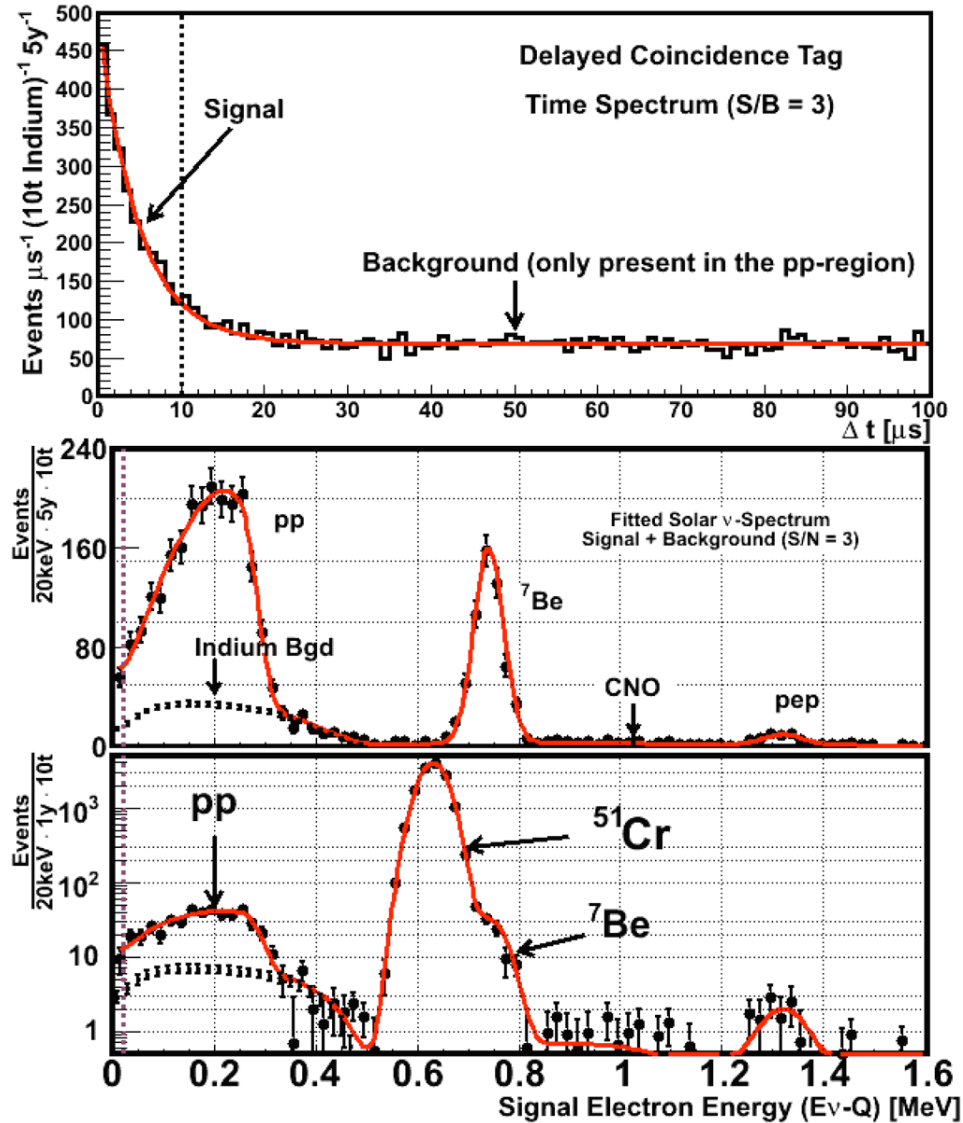 Events μs⁻¹ (10t Indium)⁻¹ 5y⁻¹
500
450
400
350
300
250
200
150
100
50
0
Delayed Coincidence Tag
Time Spectrum (S/B = 3)
Signal
Background (only present in the pp-region)
0 10 20 30 40 50 60 70 80 90 100
Δ t [μs]
Events
20keV · 5y · 10t
240
160
80
0
pp
Fitted Solar ν-Spectrum
Signal + Background (S/N = 3)
⁷Be
Indium Bgd
CNO
pep
Events
20keV · 1y · 10t
10³
10²
10
1
pp
⁵¹Cr
⁷Be
0 0.2 0.4 0.6 0.8 1 1.2 1.4 1.6
Signal Electron Energy (Eν-Q) [MeV]